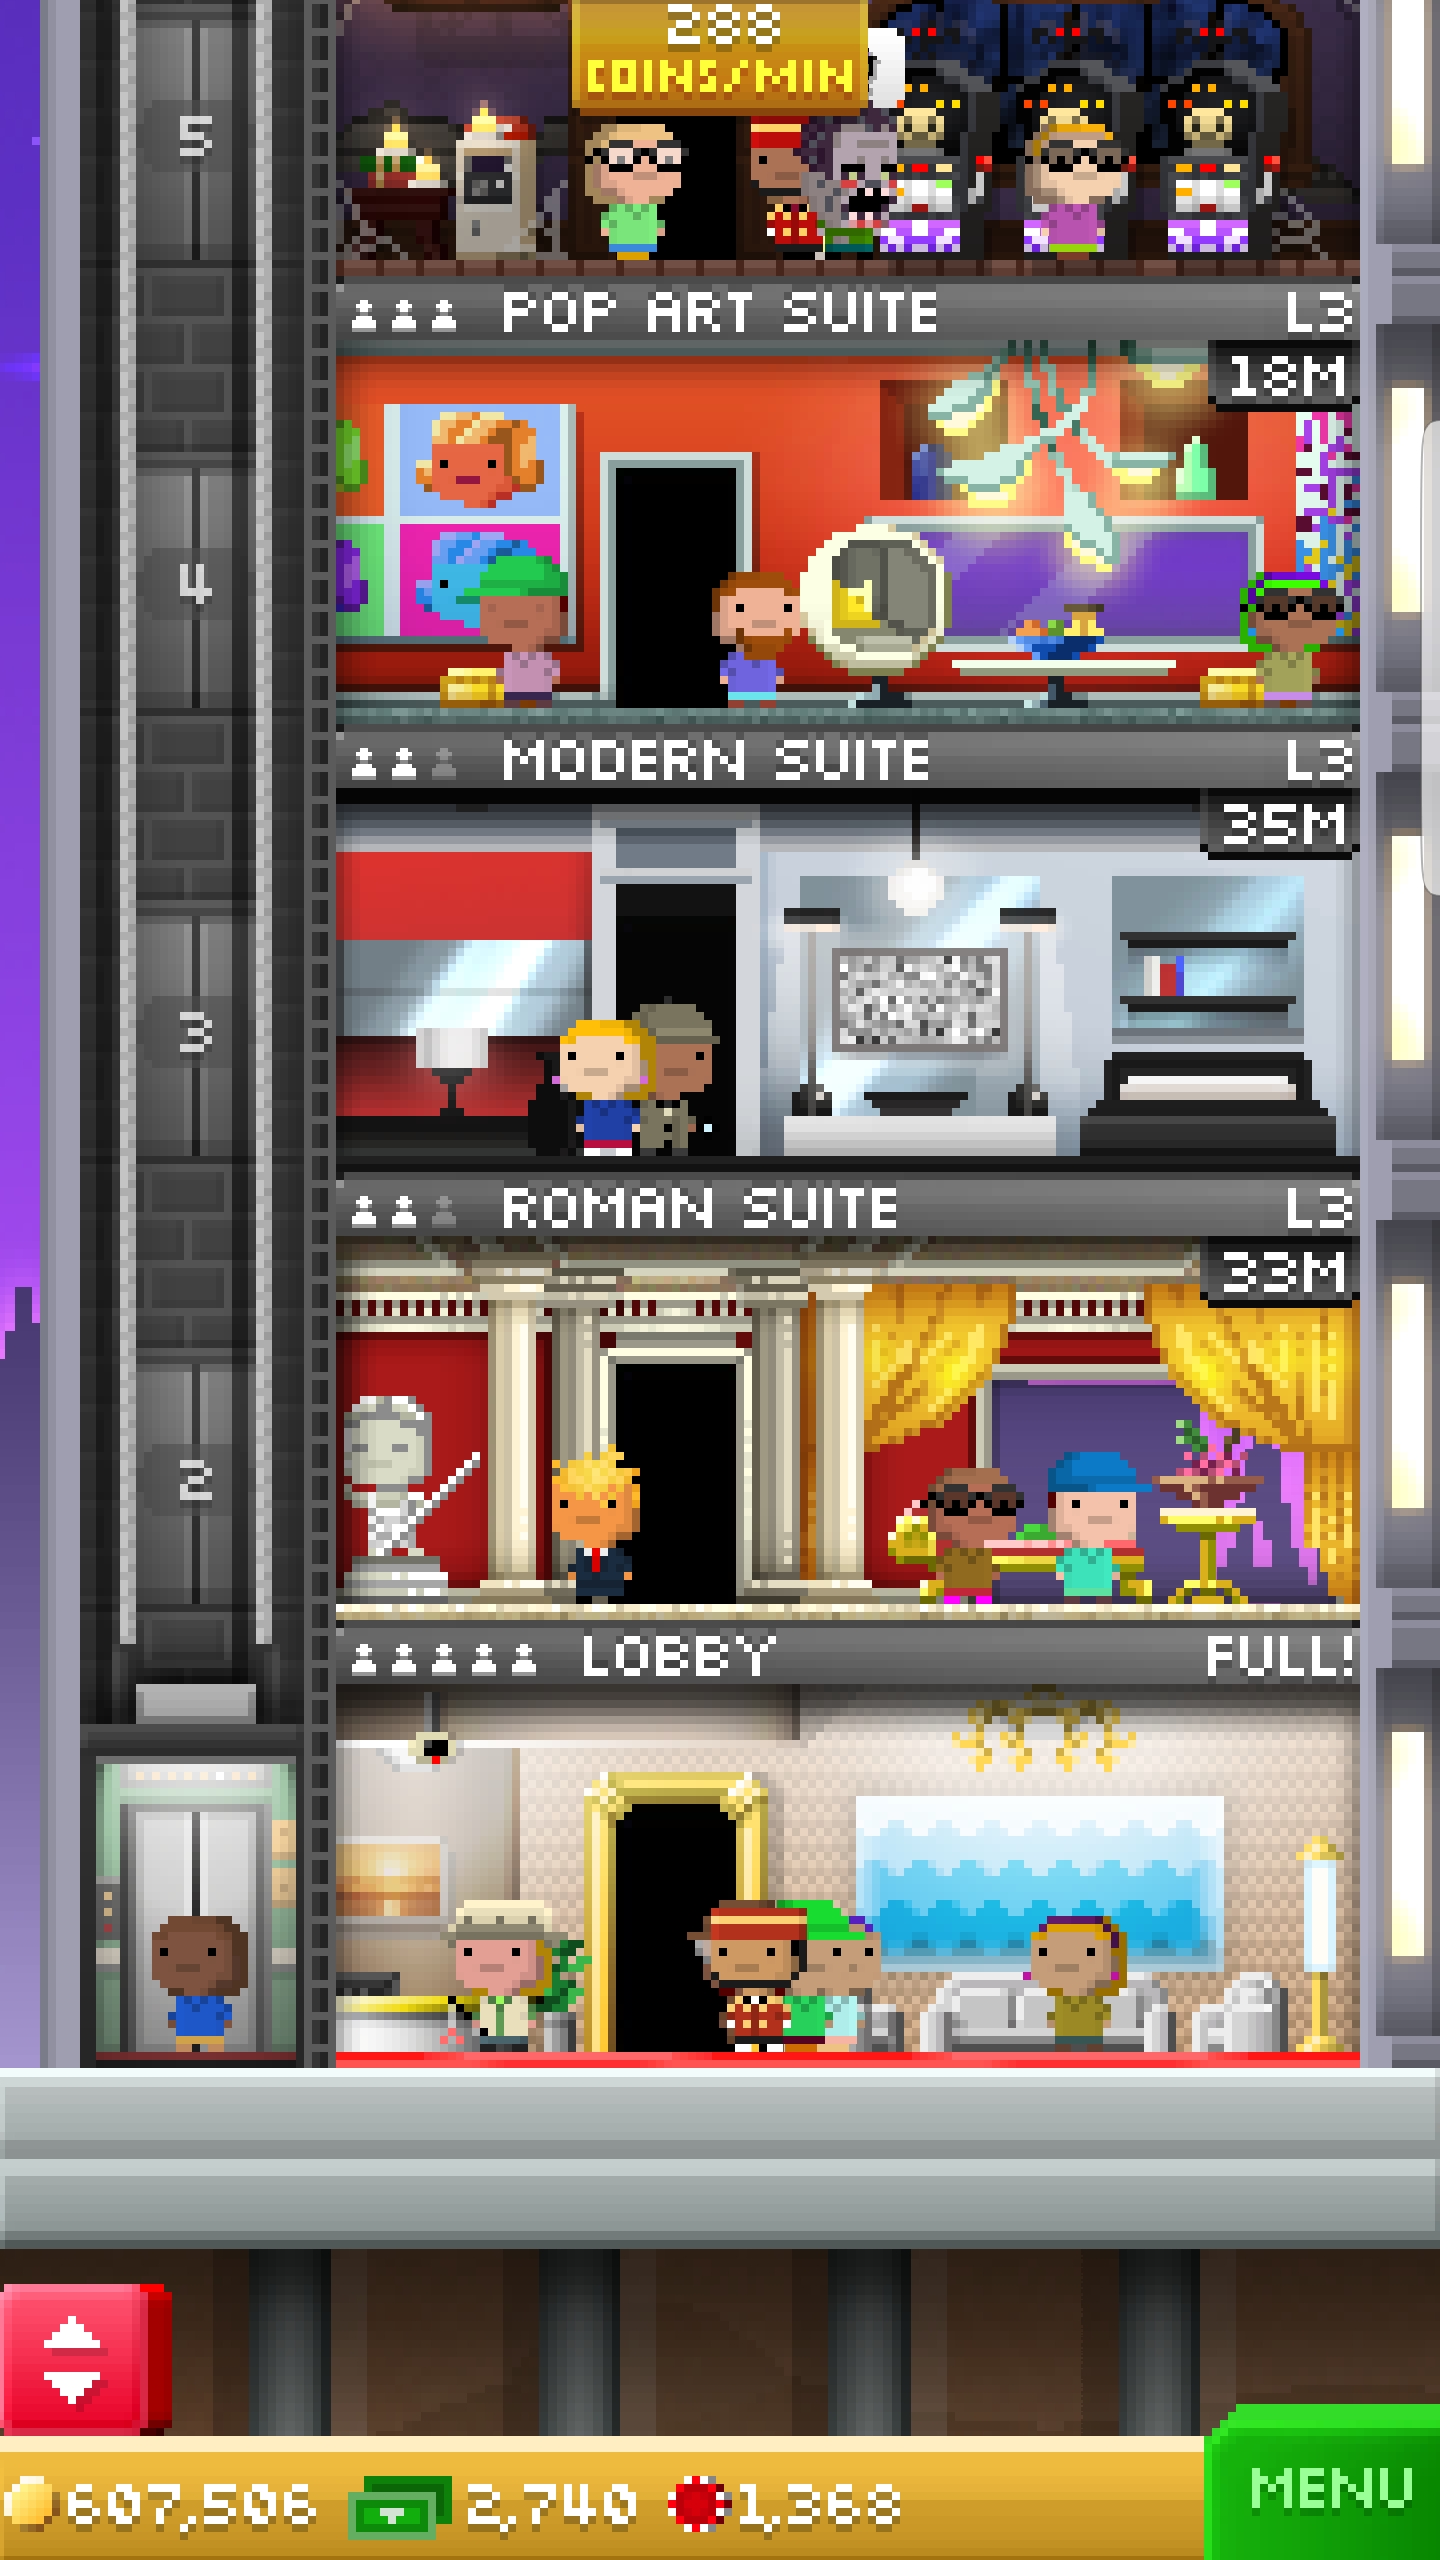 288
COINS/MIN
5
POP ART SUITE L3
18M
4
MODERN SUITE L3
35M
3
ROMAN SUITE L3
33M
2
LOBBY FULL!
607,506 2,740 1,368
MENU